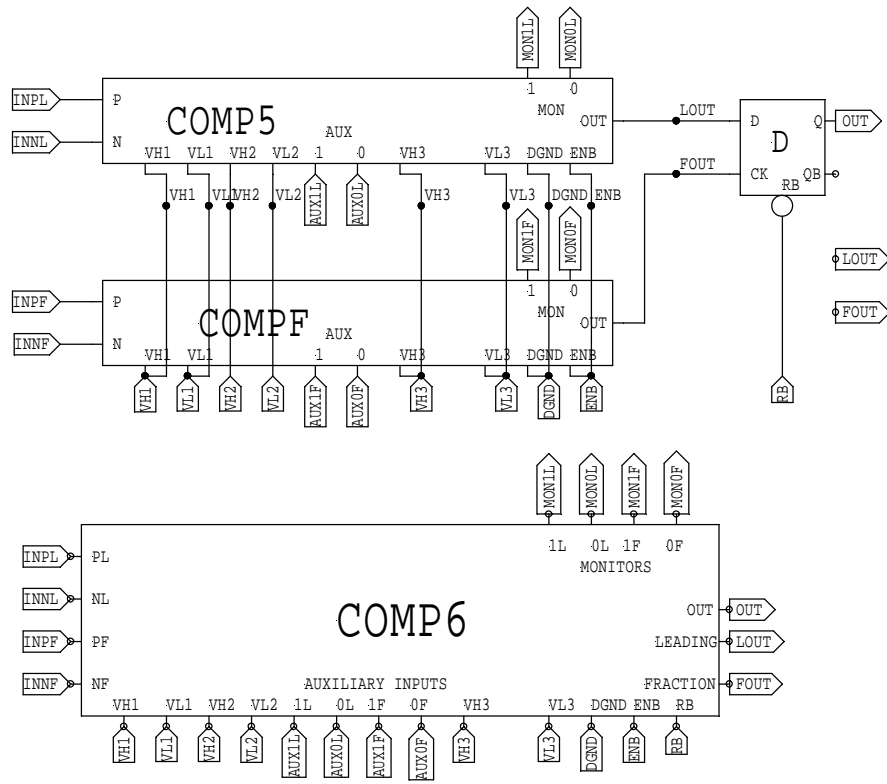 MON1L MON0L
INPL P 1 0
MON
COMP5 OUT LOUT D Q OUT
INNL N AUX D
VH1 VL1 VH2 VL2 1 0 VH3 VL3 DGND ENB FOUT CK QB
RB
VH1 VL1 VH2 VL2 AUX1L AUX0L VH3 VL3 DGND ENB
MON1F MON0F
LOUT
INPF P 1 0
MON
COMPF OUT FOUT
INNF N AUX
VH1 VL1 1 0 VH3 VL3 DGND ENB
VH1 VL1 VH2 VL2 AUX1F AUX0F VH3 VL3 DGND ENB RB
MON1L MON0L MON1F MON0F
INPL PL 1L 0L 1F 0F
MONITORS
INNL NL
COMP6 OUT OUT
INPF PF LEADING LOUT
INNF NF AUXILIARY INPUTS FRACTION FOUT
VH1 VL1 VH2 VL2 1L 0L 1F 0F VH3 VL3 DGND ENB RB
VH1 VL1 VH2 VL2 AUX1L AUX0L AUX1F AUX0F VH3 VL3 DGND ENB RB